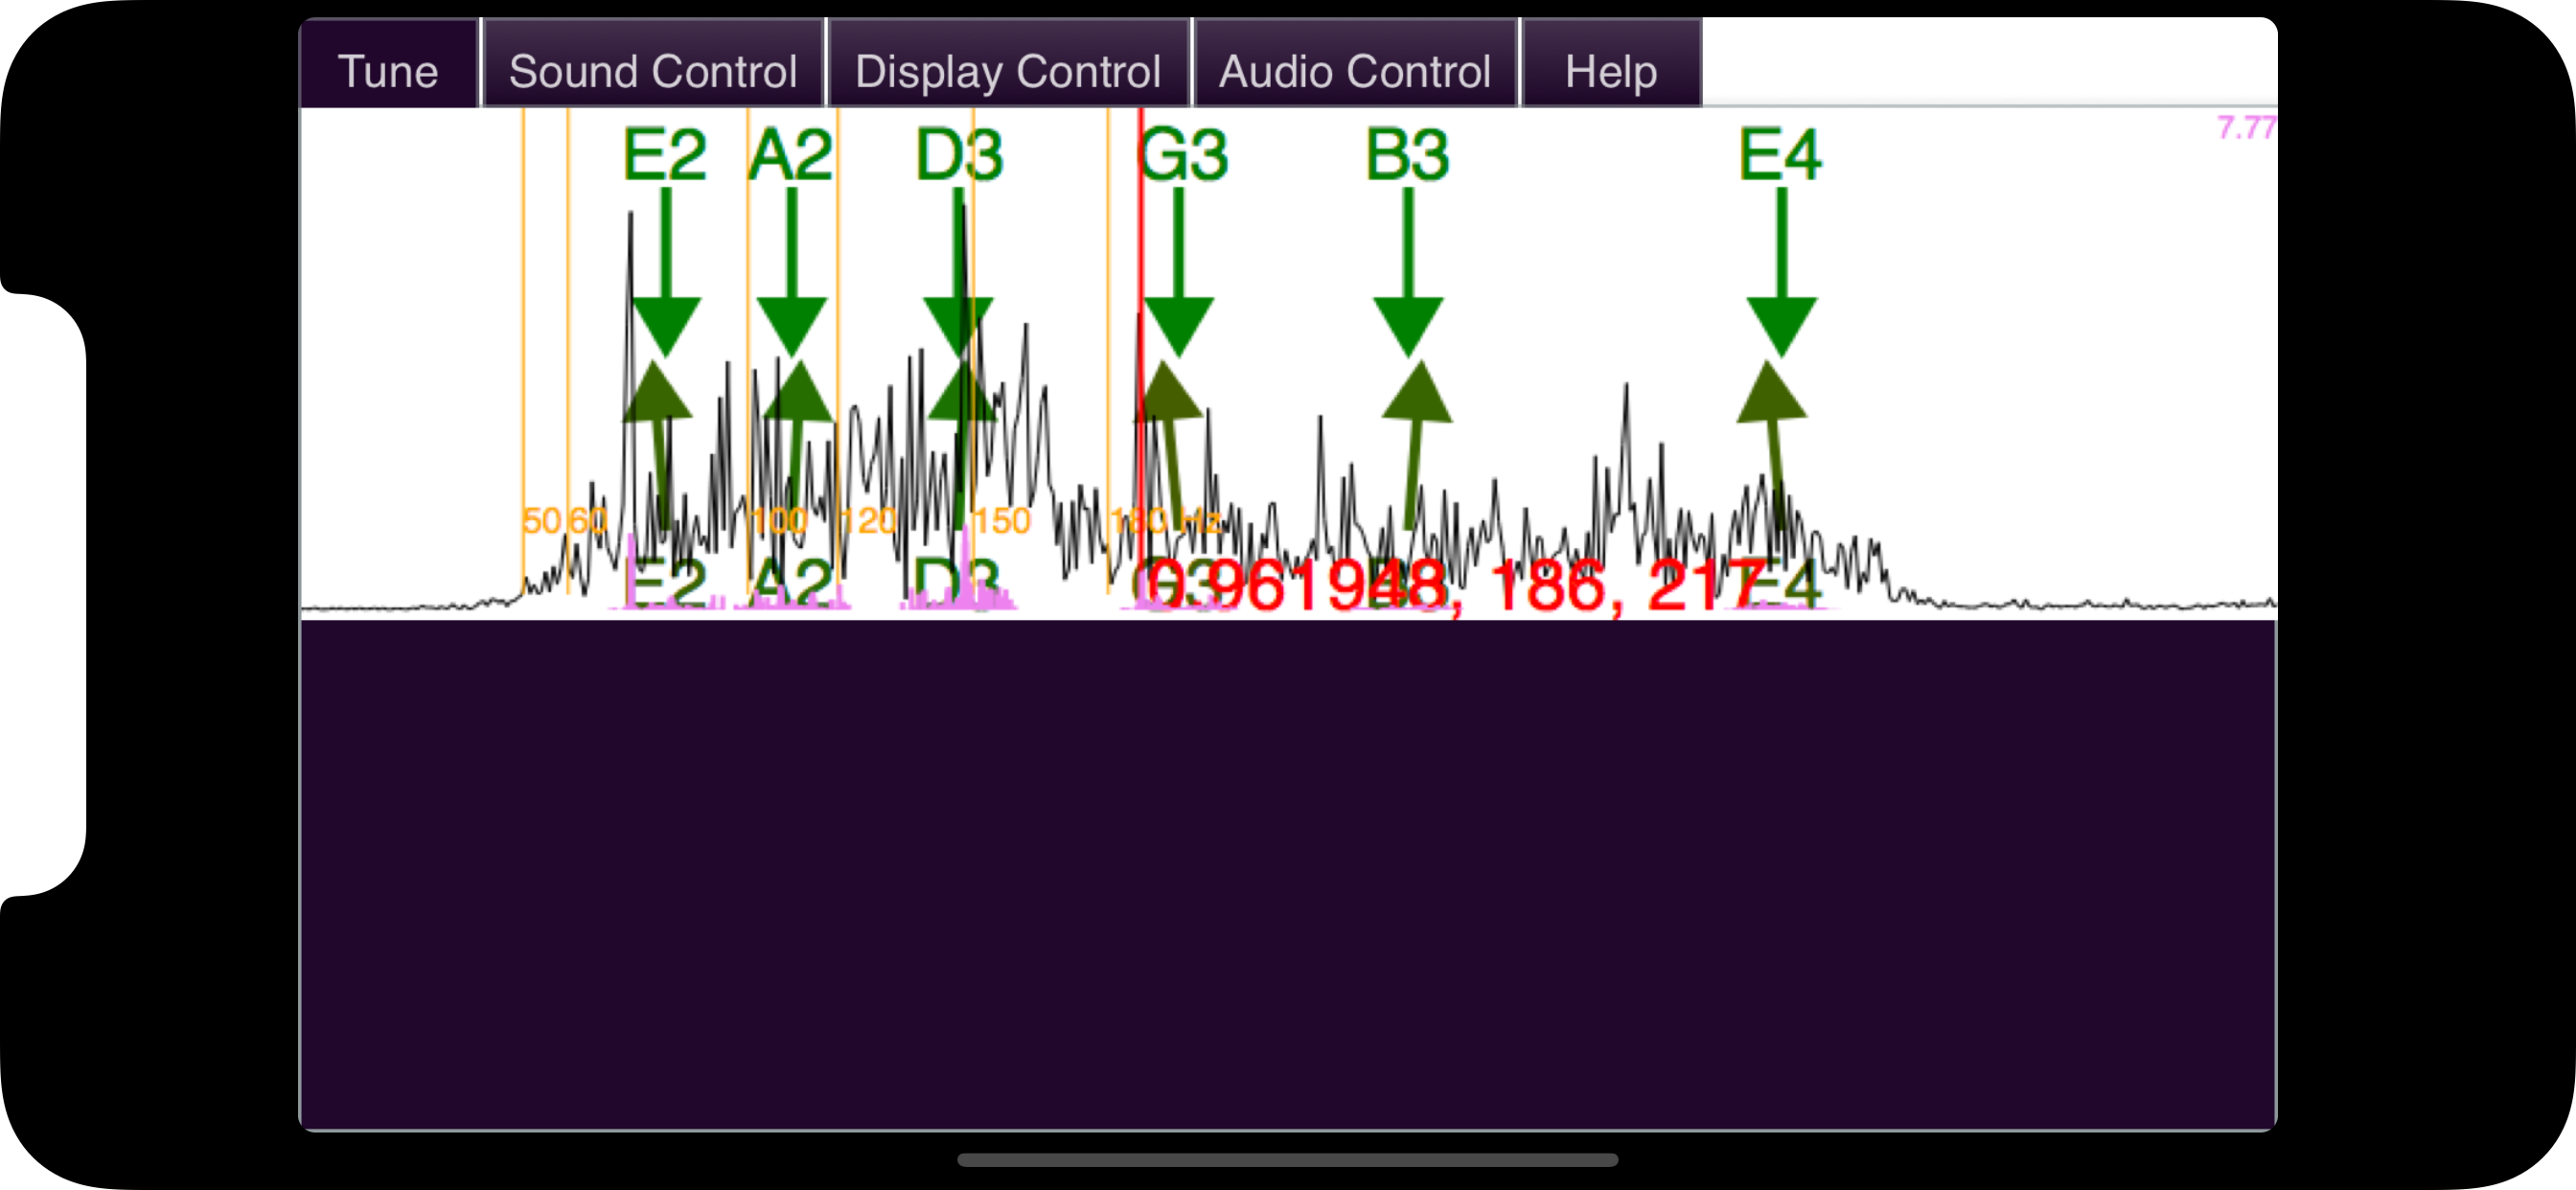 Tune Sound Control Display Control Audio Control Help
7.77
E2 A2 D3 G3 B3 E4
50 60 100 120 150 180 Hz
E2 A2 D3 G3 E4
0.961948, 186, 217